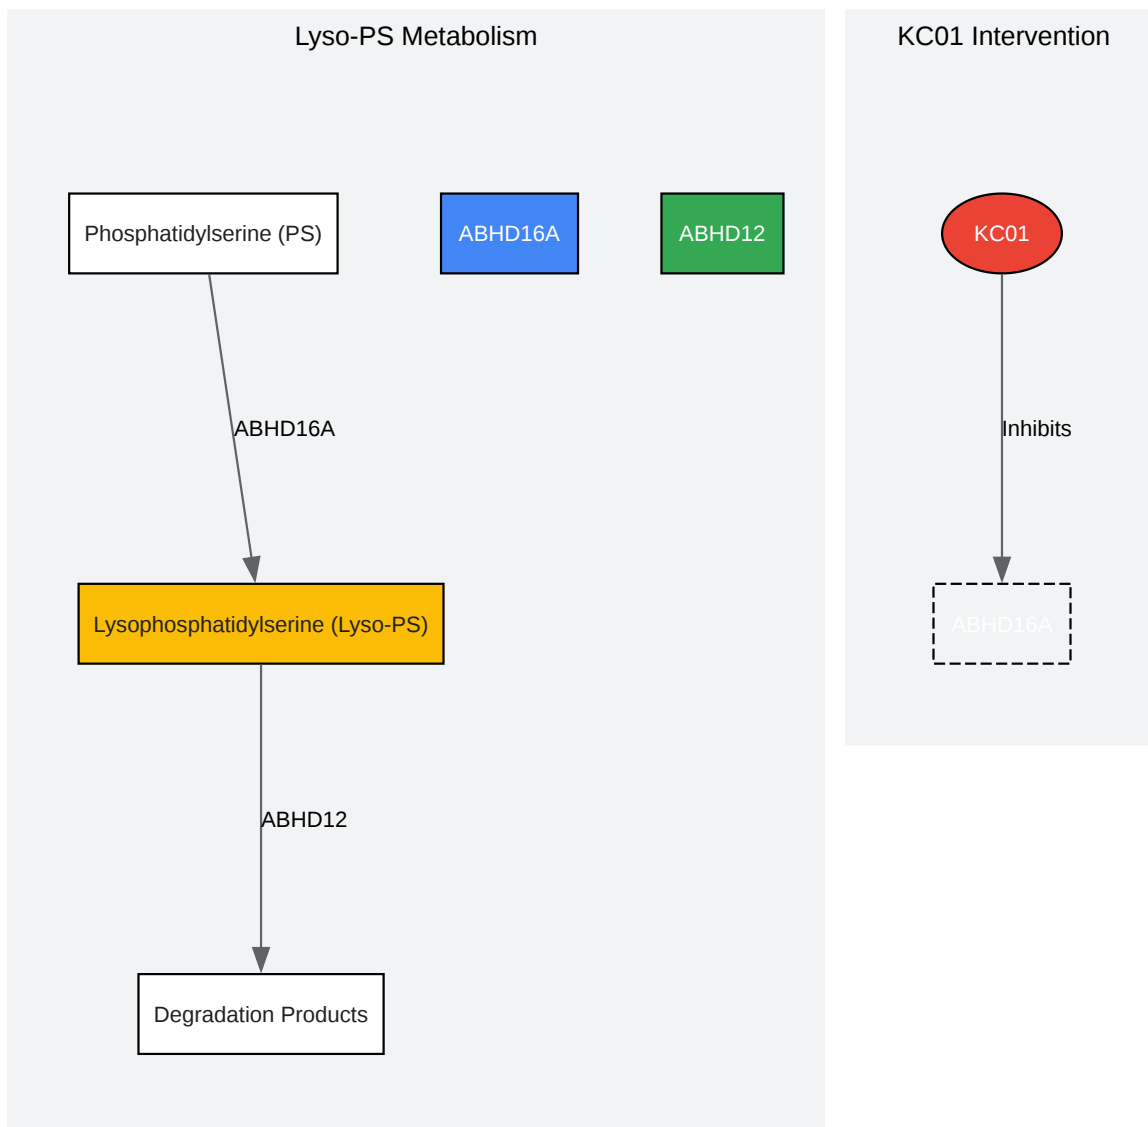 Lyso-PS Metabolism
KC01 Intervention
Phosphatidylserine (PS)
ABHD16A
ABHD12
KC01
ABHD16A
Inhibits
Lysophosphatidylserine (Lyso-PS)
ABHD16A
ABHD12
Degradation Products